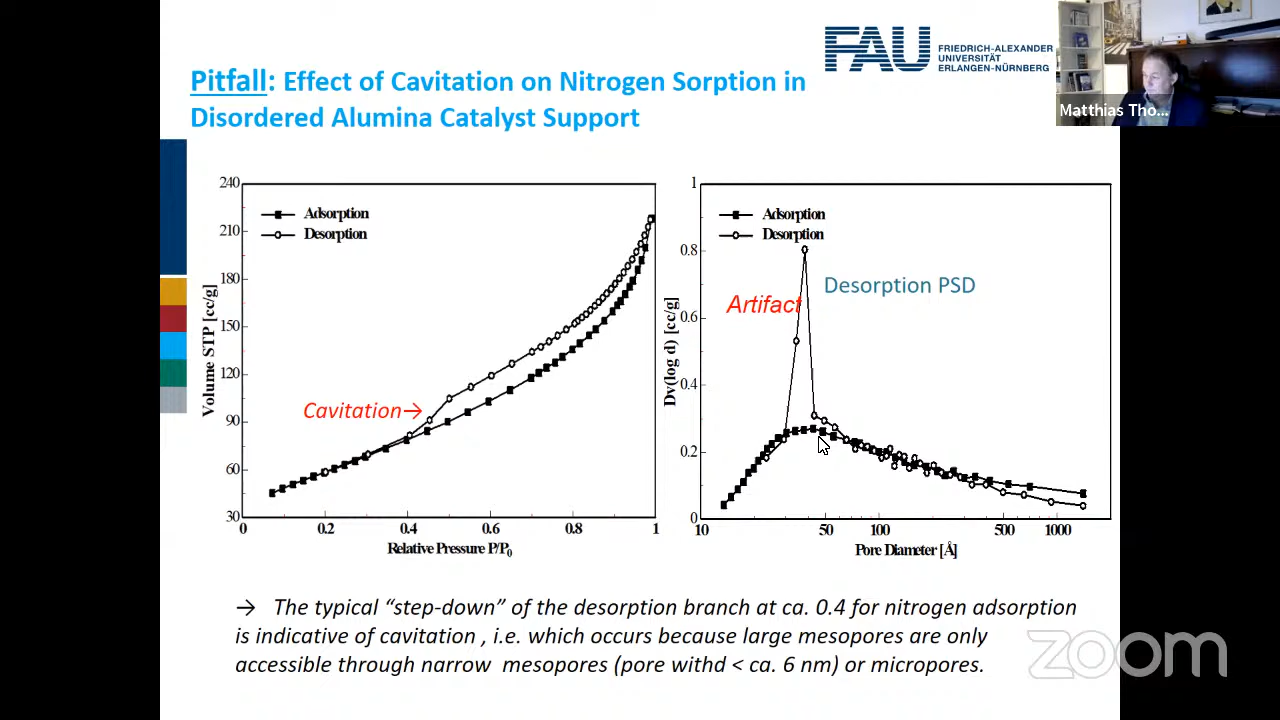 FAU
FRIEDRICH-ALEXANDER
UNIVERSITÄT
ERLANGEN-NÜRNBERG
Matthias Tho...
Pitfall: Effect of Cavitation on Nitrogen Sorption in
Disordered Alumina Catalyst Support
240
210
180
150
120
90
60
30
Volume STP [cc/g]
Adsorption
Desorption
Cavitation→
0
0.2
0.4
0.6
0.8
1
Relative Pressure P/P0
1
0.8
0.6
0.4
0.2
0
Dv(log d) [cc/g]
Adsorption
Desorption
Desorption PSD
Artifact
10
50
100
500
1000
Pore Diameter [Å]
→ The typical “step-down” of the desorption branch at ca. 0.4 for nitrogen adsorption
is indicative of cavitation , i.e. which occurs because large mesopores are only
accessible through narrow mesopores (pore withd < ca. 6 nm) or micropores.
zoom